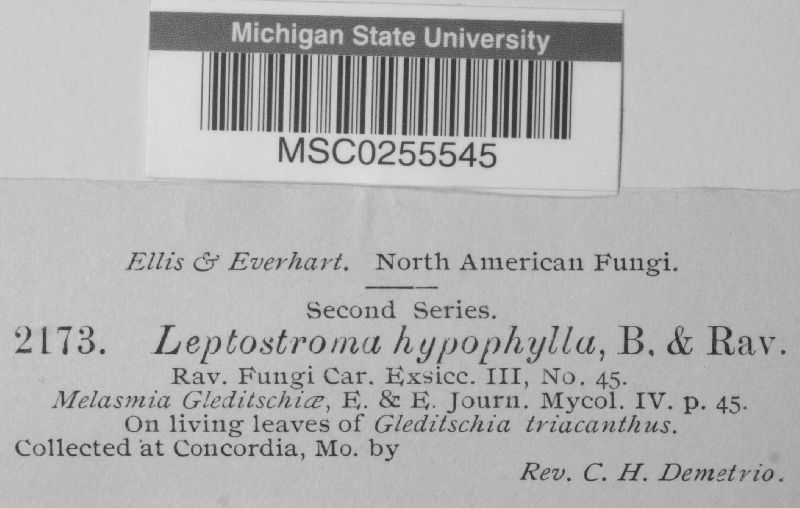 Michigan State University
MSC0255545
Ellis & Everhart. North American Fungi.
Second Series.
2173. Leptostroma hypophylla, B. & Rav.
Rav. Fungi Car. Exsicc. III, No. 45.
Melasmia Gleditschiæ, E. & E. Journ. Mycol. IV. p. 45.
On living leaves of Gleditschia triacanthus.
Collected at Concordia, Mo. by
Rev. C. H. Demetrio.